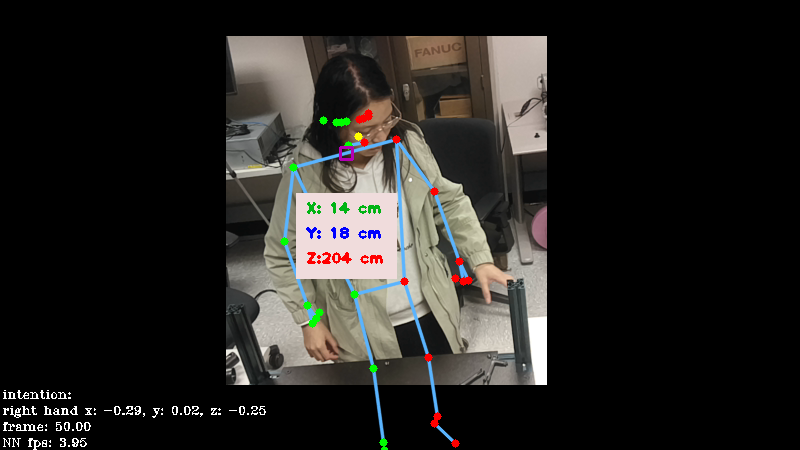 FANUC
X: 14 cm
Y: 18 cm
Z:204 cm
intention:
right hand x: -0.29, y: 0.02, z: -0.25
frame: 50.00
NN fps: 3.95